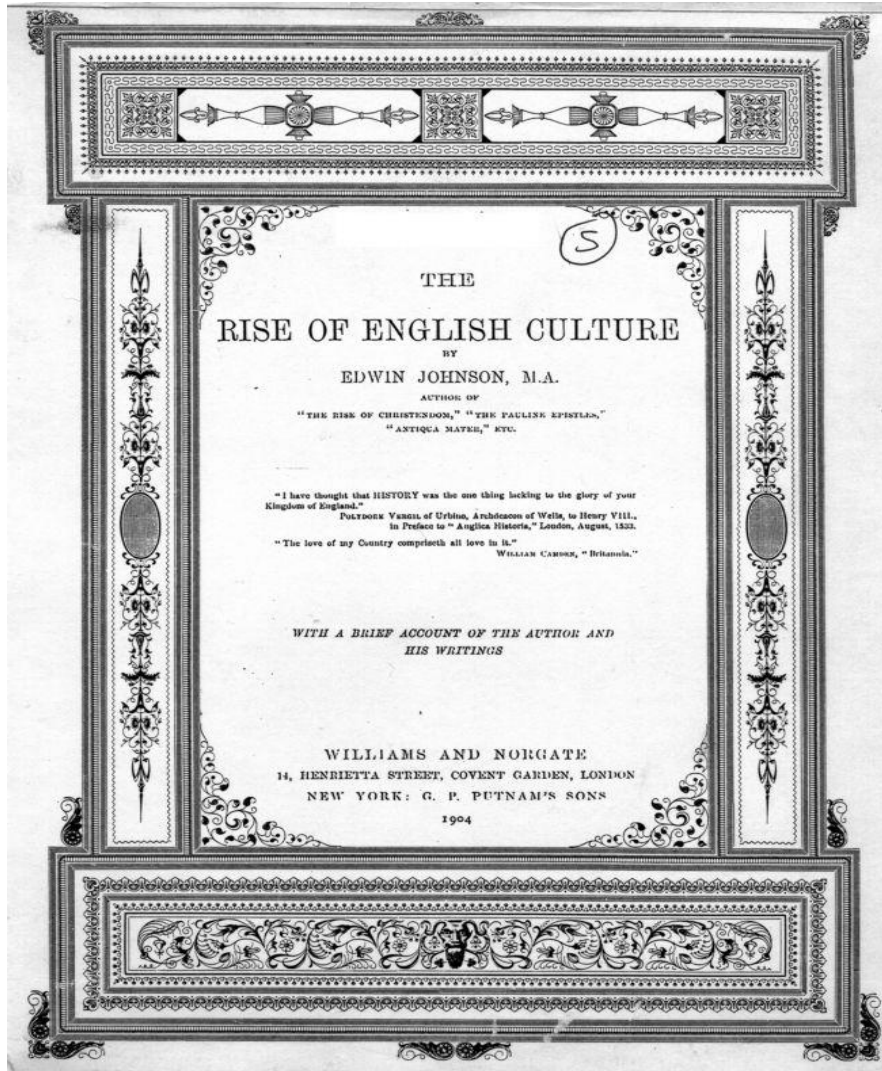 5
THE
RISE OF ENGLISH CULTURE
BY
EDWIN JOHNSON, M.A.
AUTHOR OF
"THE RISE OF CHRISTENDOM," "THE PAULINE EPISTLES,"
"ANTIQUA MATER," ETC.
"I have thought that HISTORY was the one thing lacking to the glory of your
Kingdom of England."
POLYDORE VERGIL of Urbino, Archdeacon of Wells, to Henry VIII.,
in Preface to "Anglica Historia," London, August, 1533.
"The love of my Country compriseth all love in it."
WILLIAM CAMDEN, "Britannia."
WITH A BRIEF ACCOUNT OF THE AUTHOR AND
HIS WRITINGS
WILLIAMS AND NORGATE
14, HENRIETTA STREET, COVENT GARDEN, LONDON
NEW YORK: G. P. PUTNAM'S SONS
1904